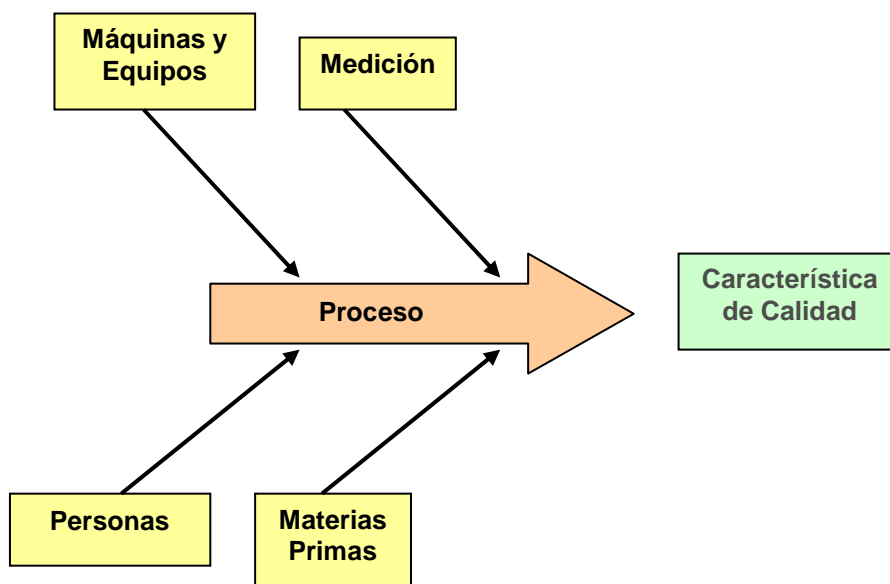 Máquinas y
Equipos
Medición
Proceso
Característica
de Calidad
Personas
Materias
Primas